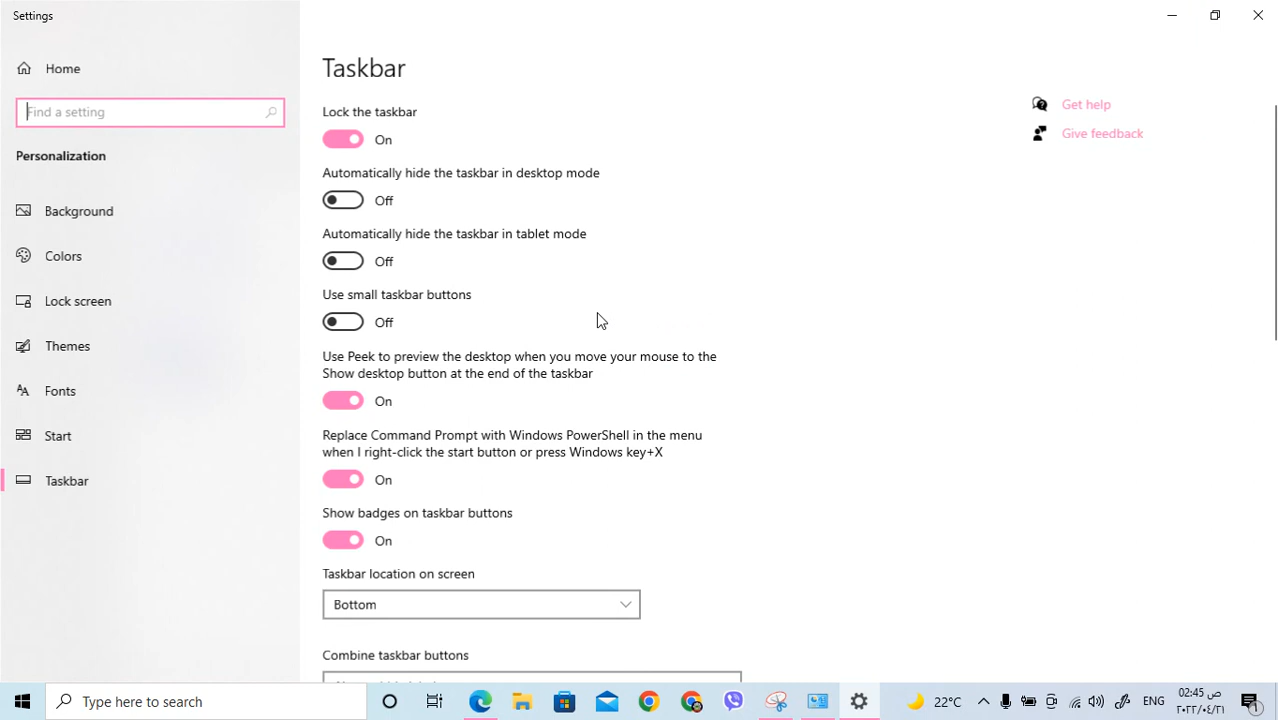 Settings
Home
Find a setting
Personalization
Background
Colors
Lock screen
Themes
Fonts
Start
Taskbar
Taskbar
Lock the taskbar
On
Automatically hide the taskbar in desktop mode
Off
Automatically hide the taskbar in tablet mode
Off
Use small taskbar buttons
Off
Use Peek to preview the desktop when you move your mouse to the
Show desktop button at the end of the taskbar
On
Replace Command Prompt with Windows PowerShell in the menu
when I right-click the start button or press Windows key+X
On
Show badges on taskbar buttons
On
Taskbar location on screen
Bottom
Combine taskbar buttons
Get help
Give feedback
Type here to search
22°C
ENG
02:45 ص
1